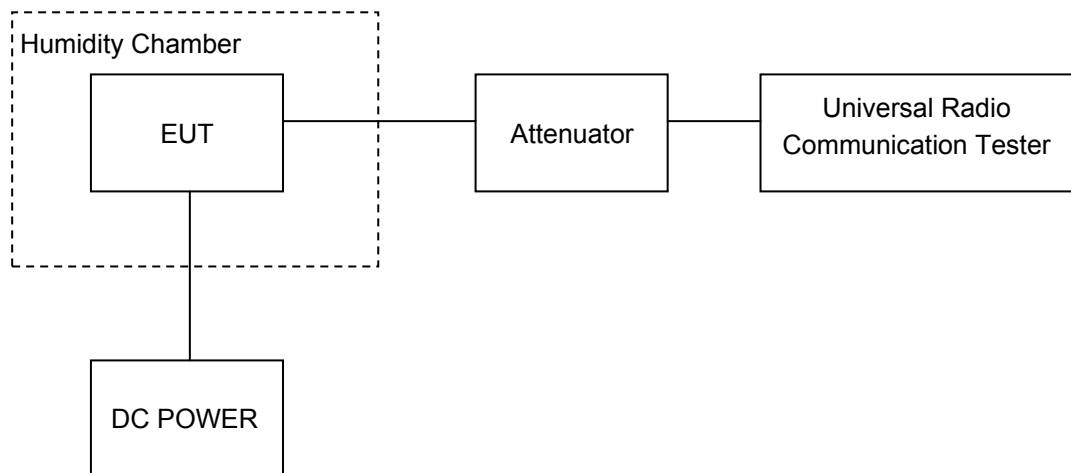 Humidity Chamber
EUT
Attenuator
Universal Radio
Communication Tester
DC POWER